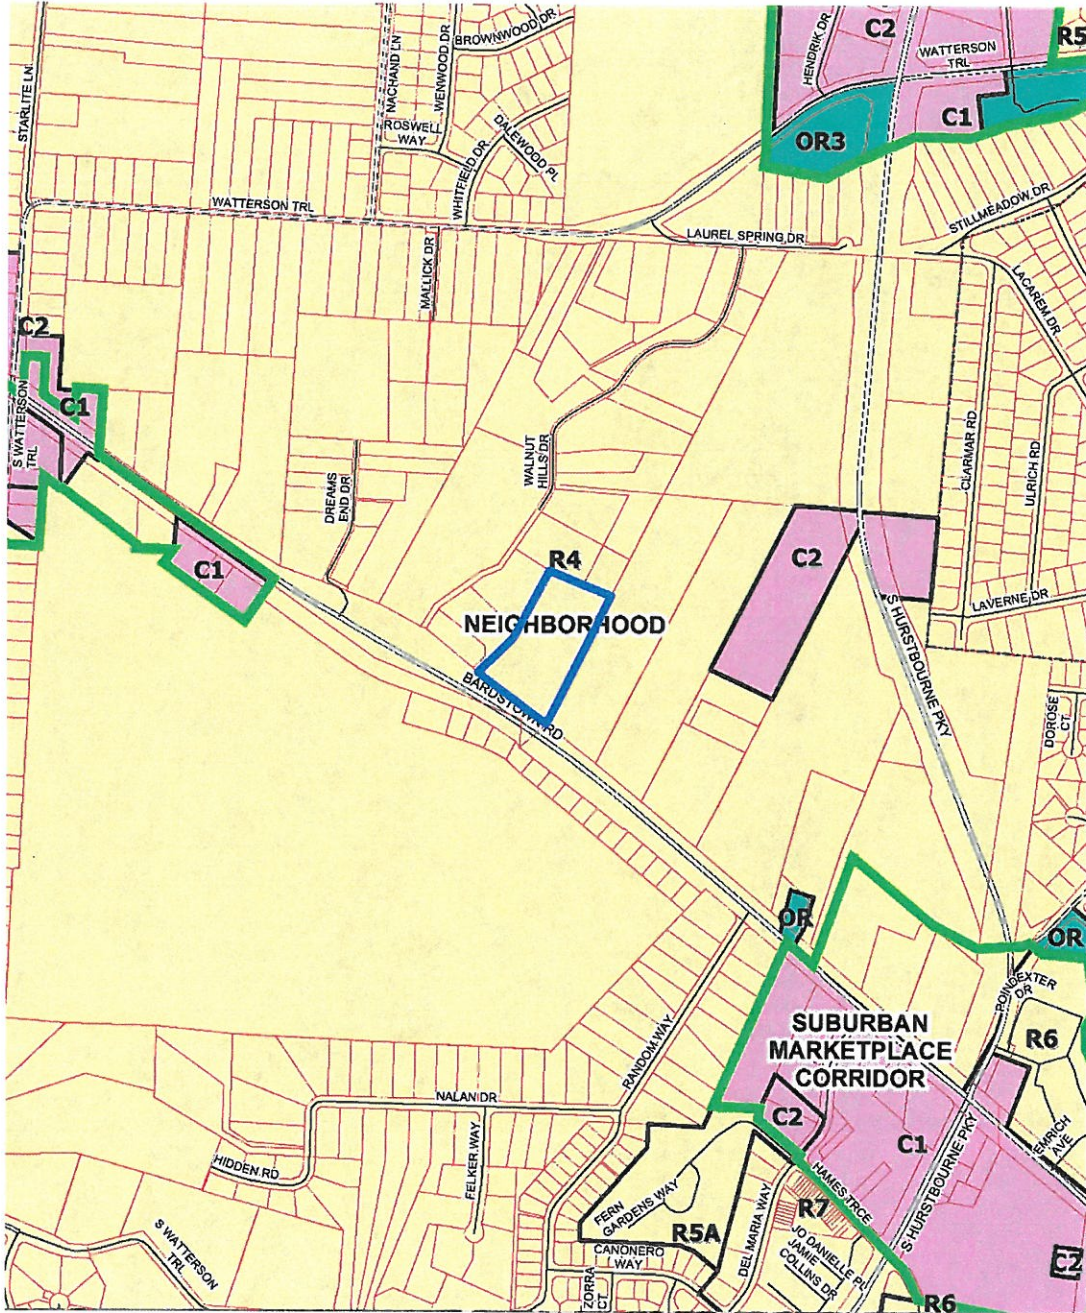 STARLITE LN
NACHAND LN
WENWOOD DR
BROWNWOOD DR
HENDRIK DR
C2
WATTERSON
TRL
R5
ROSWELL
WAY
WHITFIELD DR
DALEWOOD PL
C1
OR3
WATTERSON TRL
MALLICK DR
LAUREL SPRING DR
STILLMEADOW DR
LACAREM DR
C2
C1
S WATTERSON
TRL
DREAMS
END DR
WALNUT
HILLS DR
CLEARMAR RD
ULRICH RD
C1
C2
R4
NEIGHBORHOOD
LAVERNE DR
S HURSTBOURNE PKY
BARDSTOWN RD
DOROSE
CT
OR
OR
POINDEXTER
DR
SUBURBAN
MARKETPLACE
CORRIDOR
R6
RANDOM WAY
NALAN DR
C2
C1
EMRICH
AVE
HIDDEN RD
FELKER WAY
FERN
GARDENS WAY
R5A
DEL MARIA WAY
HAMES TRCE
R7
S HURSTBOURNE PKY
S WATTERSON
TRL
CANONERO
WAY
ZORRA
CT
JO DANIELLE PL
JAMIE
COLLINS DR
C2
R6